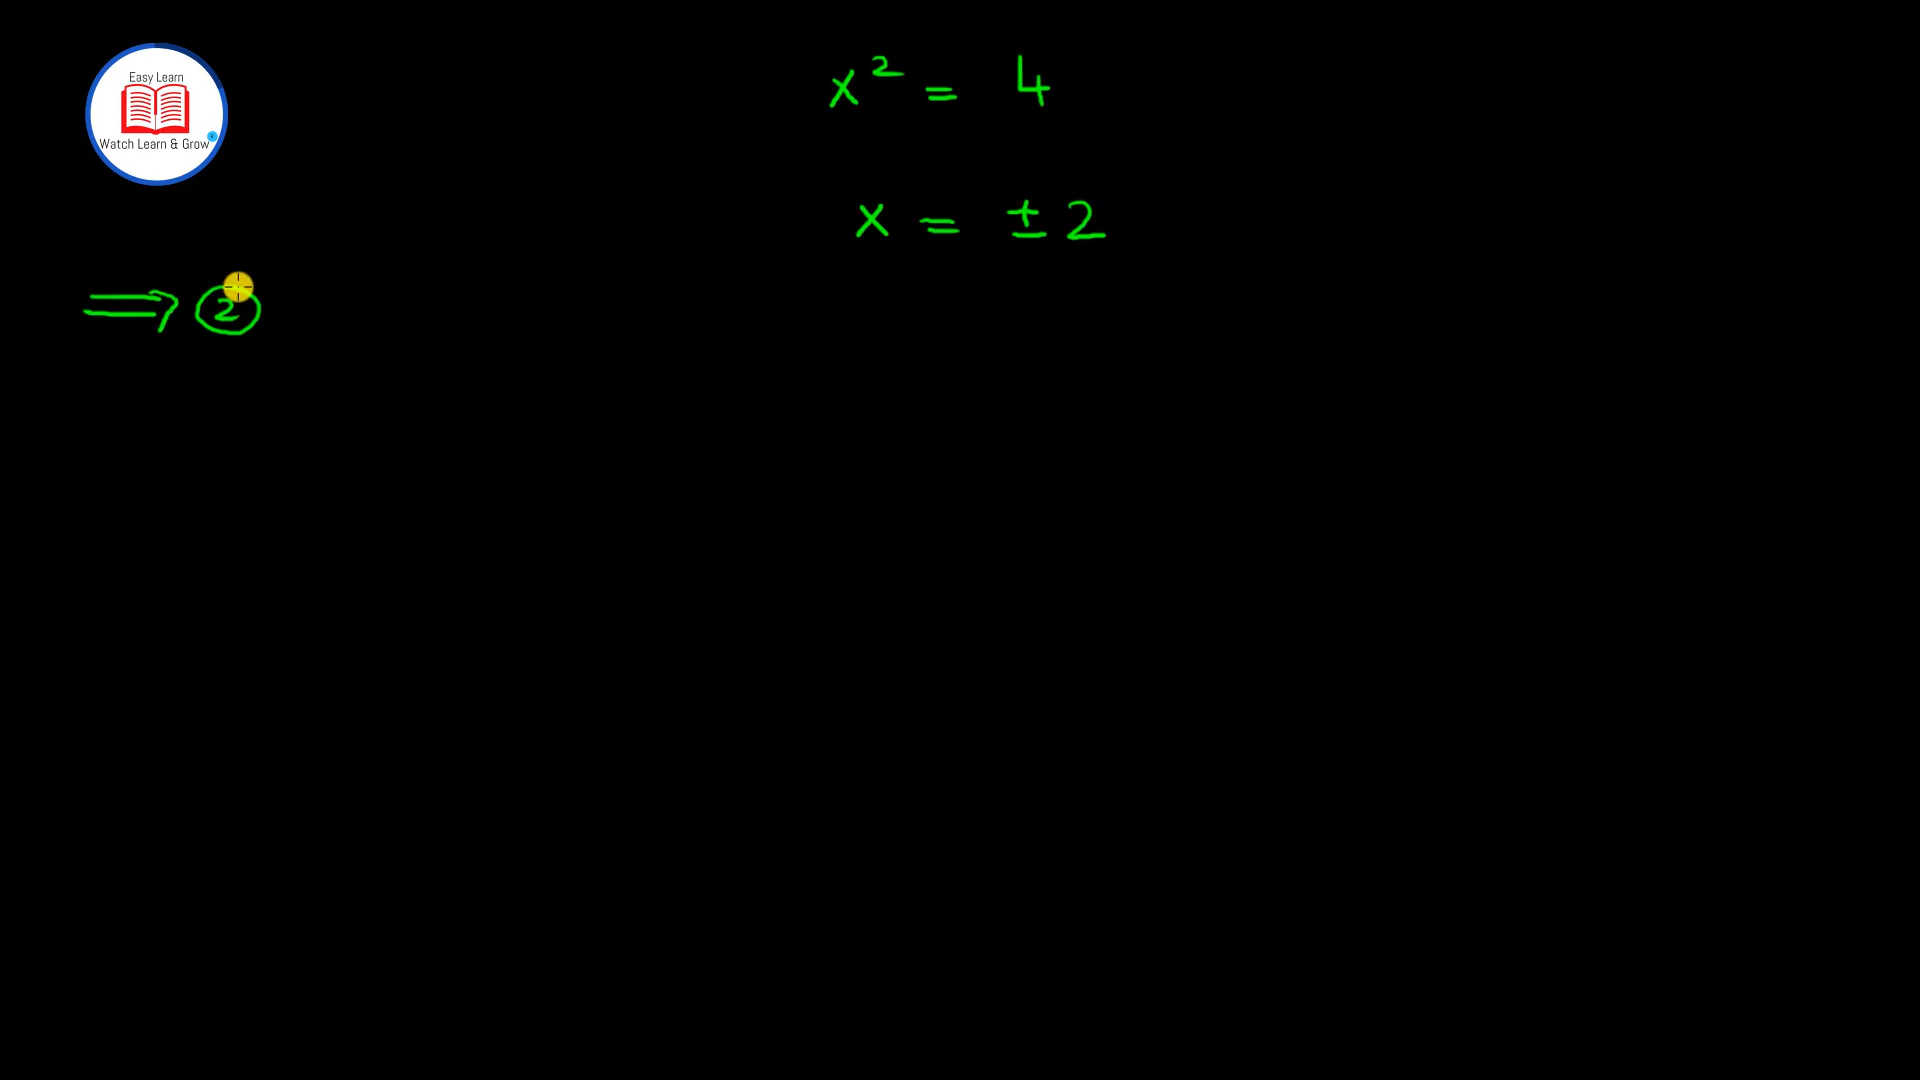 Easy Learn
Watch Learn & Grow
x² = 4
x = ± 2
⇒ ②